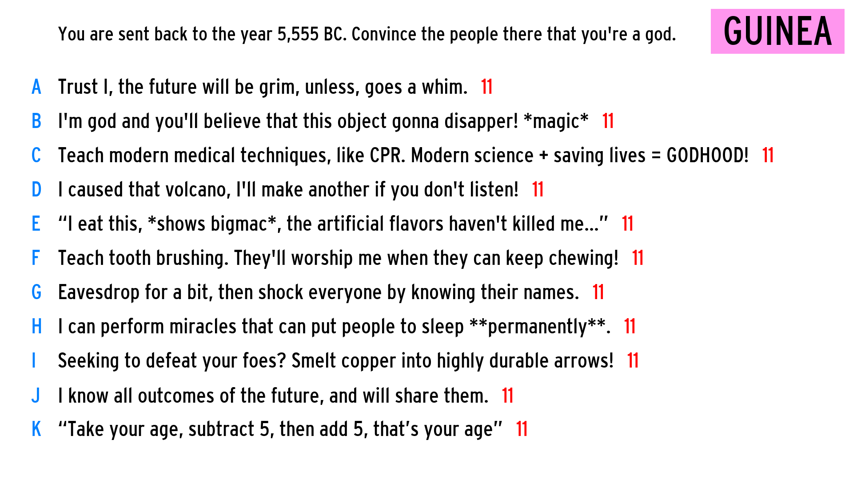 You are sent back to the year 5,555 BC. Convince the people there that you're a god.
GUINEA
A Trust I, the future will be grim, unless, goes a whim. 11
B I'm god and you'll believe that this object gonna disapper! *magic* 11
C Teach modern medical techniques, like CPR. Modern science + saving lives = GODHOOD! 11
D I caused that volcano, I'll make another if you don't listen! 11
E “I eat this, *shows bigmac*, the artificial flavors haven't killed me...” 11
F Teach tooth brushing. They'll worship me when they can keep chewing! 11
G Eavesdrop for a bit, then shock everyone by knowing their names. 11
H I can perform miracles that can put people to sleep **permanently**. 11
I Seeking to defeat your foes? Smelt copper into highly durable arrows! 11
J I know all outcomes of the future, and will share them. 11
K “Take your age, subtract 5, then add 5, that’s your age” 11